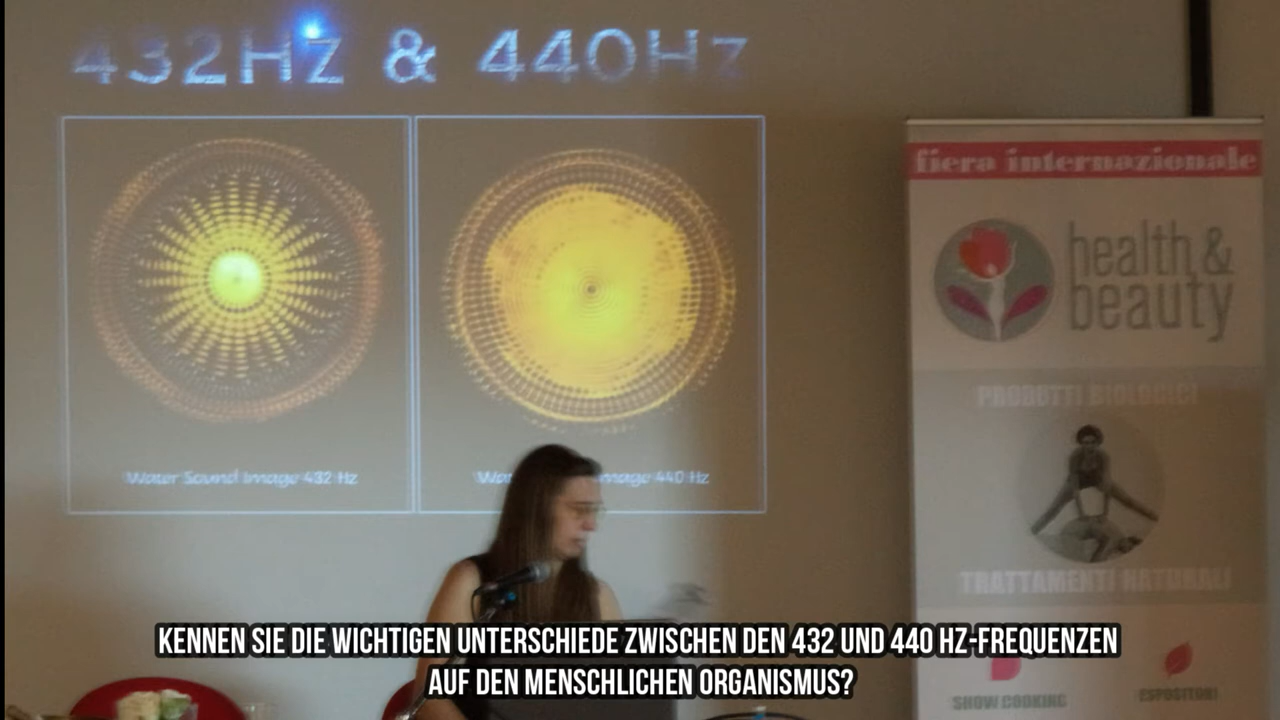 432Hz & 440Hz
Water Sound Image 432 Hz
Image 440 Hz
fiera internazionale
health &
beauty
PRODOTTI BIOLOGICI
TRATTAMENTI NATURALI
SHOW COOKING
ESPOSITORI
KENNEN SIE DIE WICHTIGEN UNTERSCHIEDE ZWISCHEN DEN 432 UND 440 HZ-FREQUENZEN
AUF DEN MENSCHLICHEN ORGANISMUS?